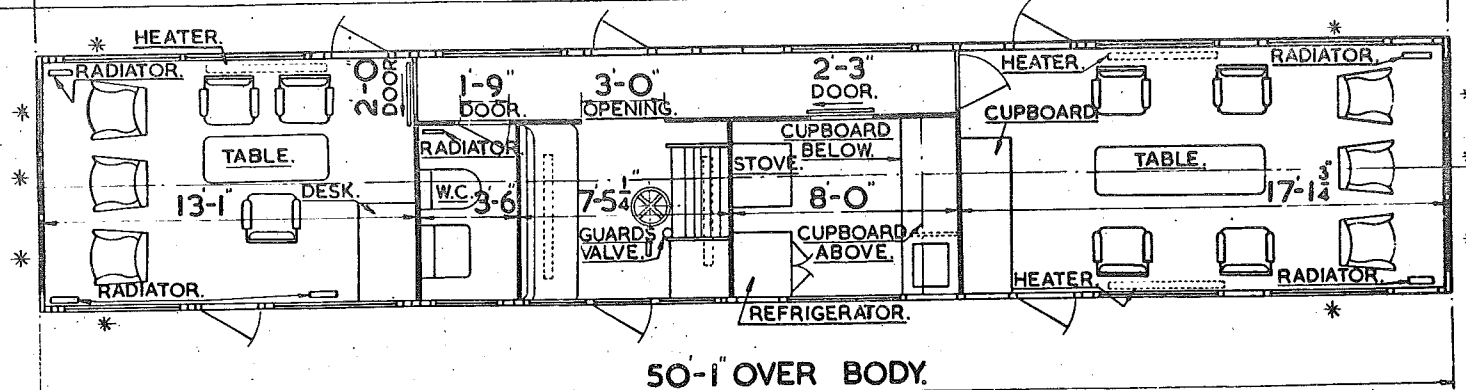 HEATER.
RADIATOR.
2'-0"
DOOR
1'-9"
DOOR.
3'-0"
OPENING.
2'-3"
DOOR.
HEATER.
RADIATOR.
CUPBOARD
TABLE.
RADIATOR.
CUPBOARD
BELOW.
STOVE.
TABLE.
DESK
W.C.
13'-1"
3'-6"
7'-5 1/4"
8'-0"
17'-1 3/4"
GUARDS
VALVE.
CUPBOARD
ABOVE.
RADIATOR.
HEATER.
RADIATOR.
REFRIGERATOR.
50'-1" OVER BODY.